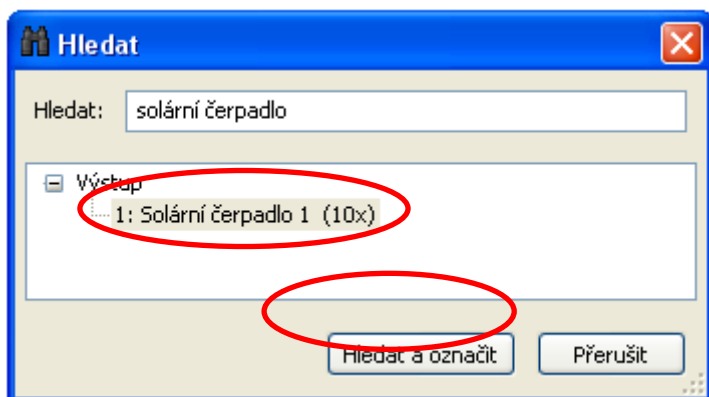 Hledat
Hledat: solární čerpadlo
Výstup
1: Solární čerpadlo 1 (10x)
Hledat a označit Přerušit